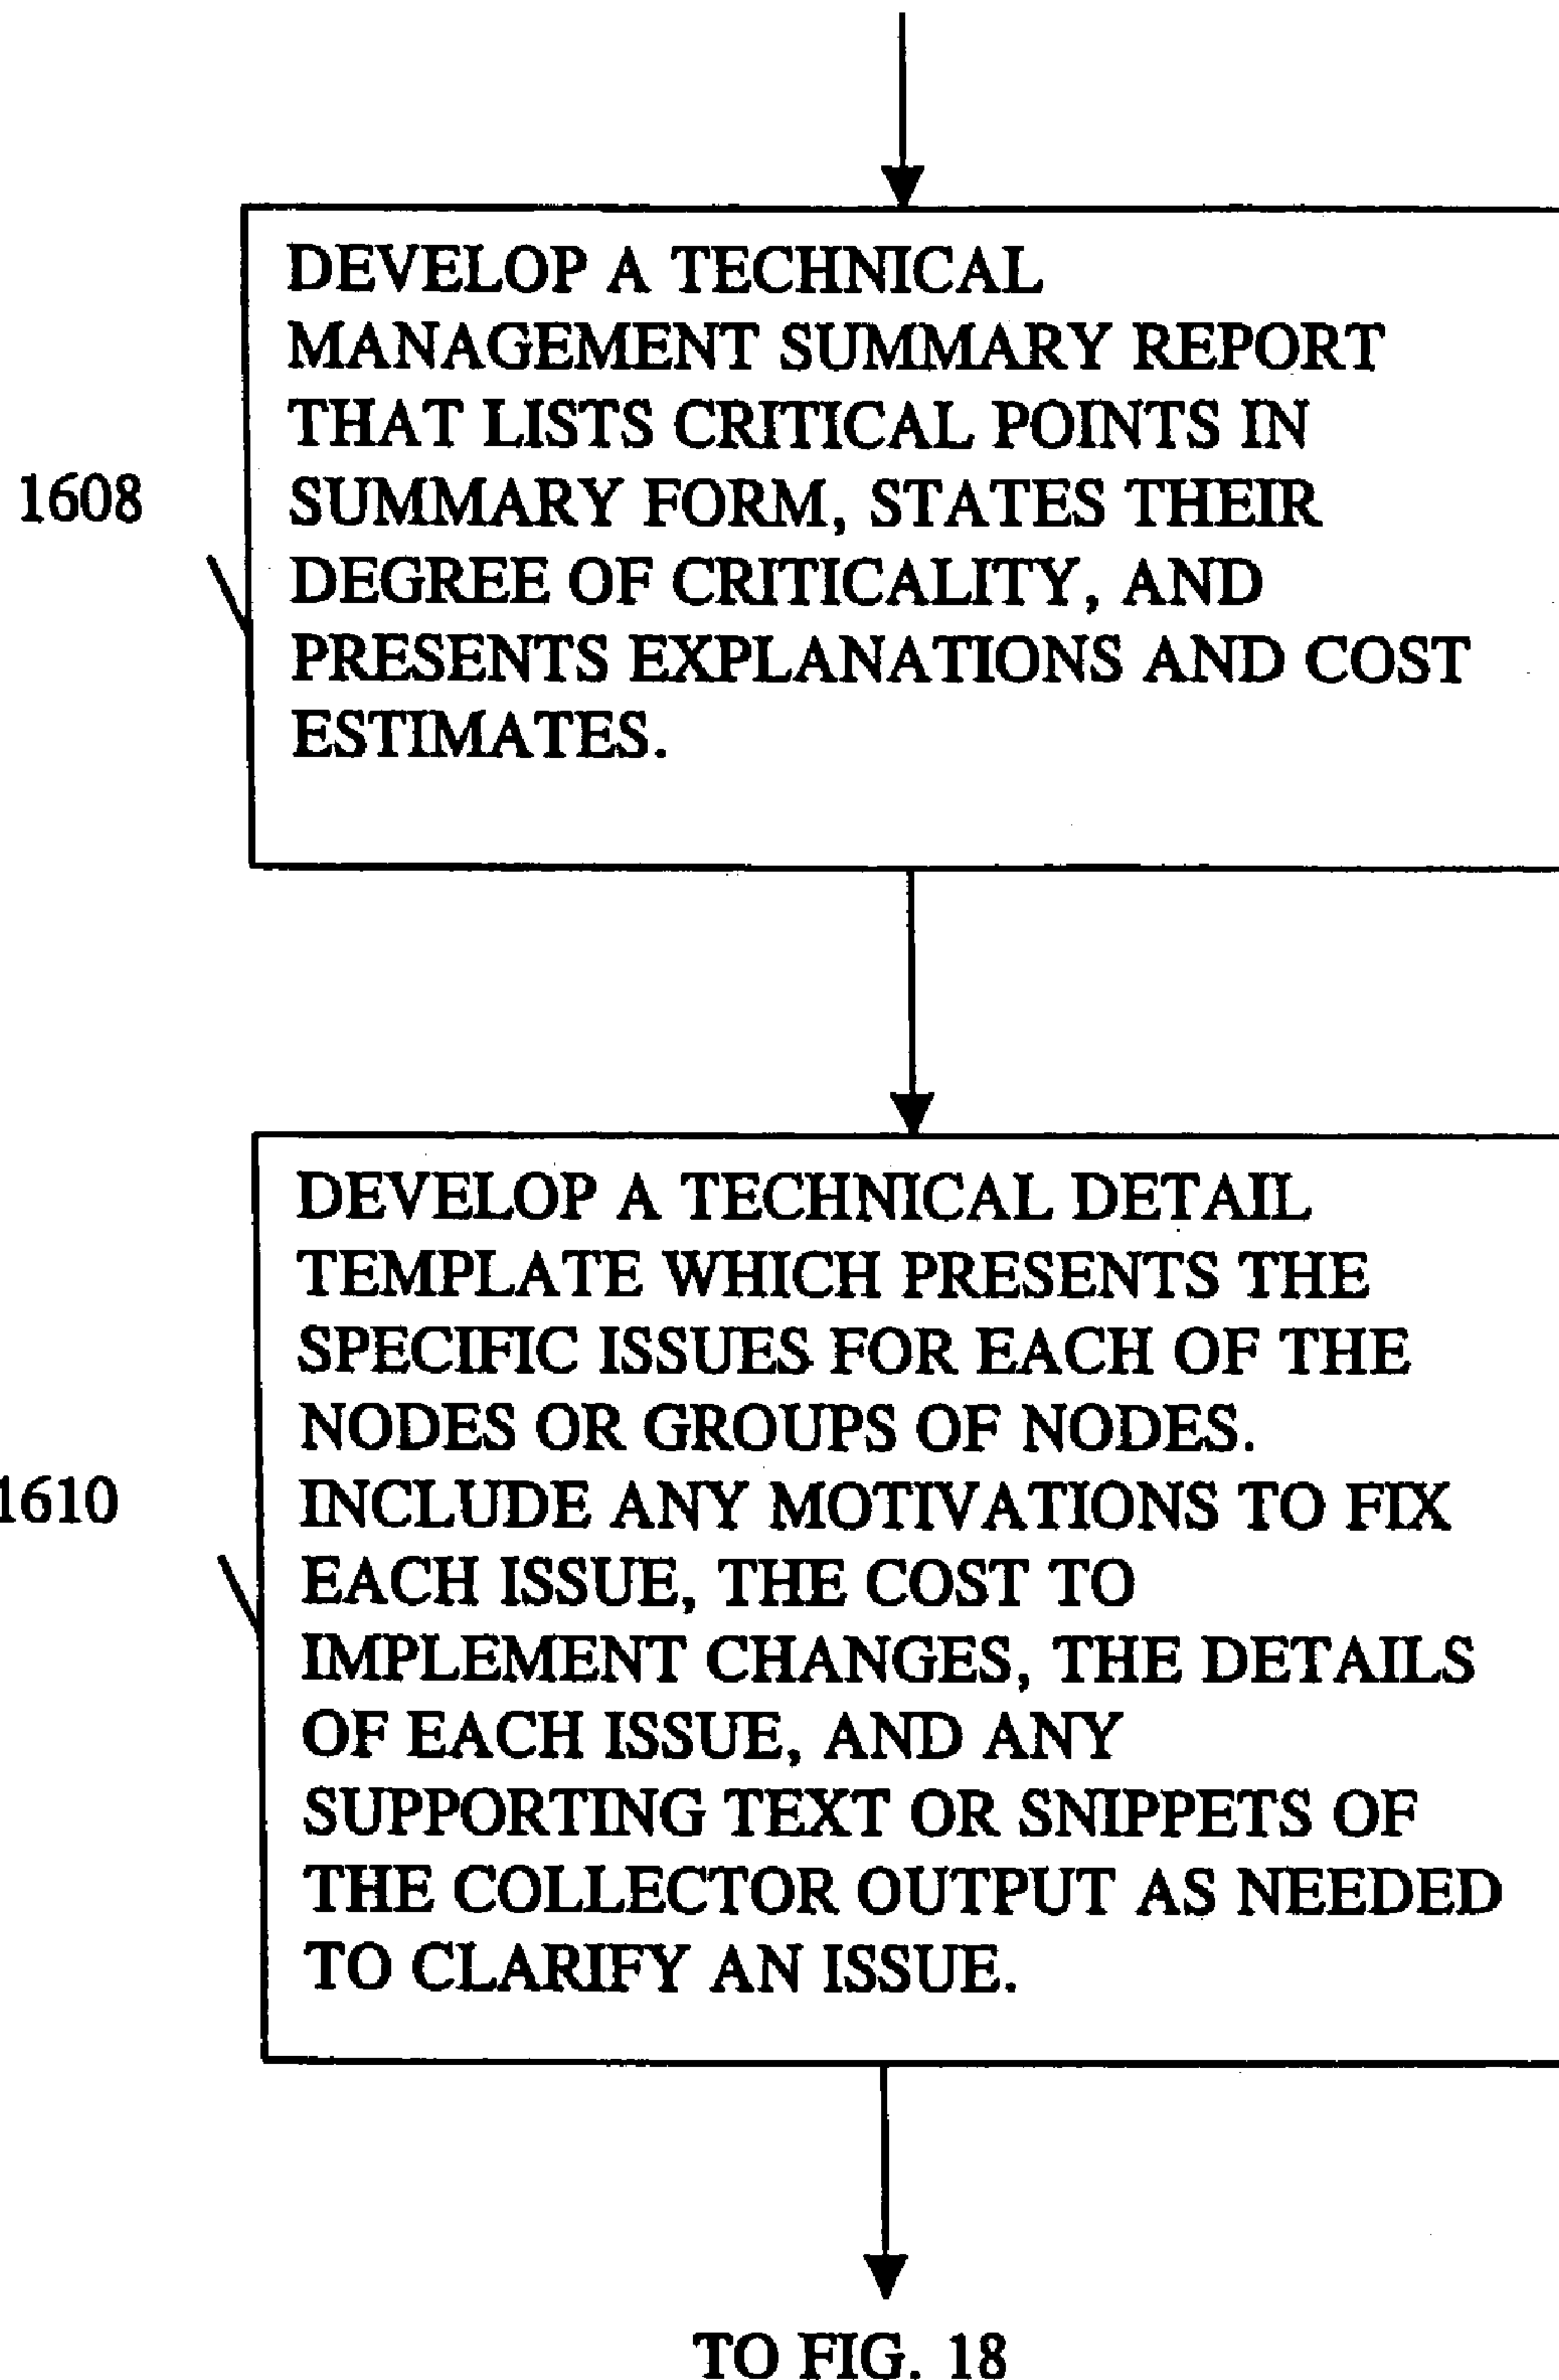 DEVELOP A TECHNICAL
MANAGEMENT SUMMARY REPORT
THAT LISTS CRITICAL POINTS IN
1608
SUMMARY FORM, STATES THEIR
DEGREE OF CRITICALITY, AND
PRESENTS EXPLANATIONS AND COST
ESTIMATES.
DEVELOP A TECHNICAL DETAIL
TEMPLATE WHICH PRESENTS THE
SPECIFIC ISSUES FOR EACH OF THE
NODES OR GROUPS OF NODES.
1610
INCLUDE ANY MOTIVATIONS TO FIX
EACH ISSUE, THE COST TO
IMPLEMENT CHANGES, THE DETAILS
OF EACH ISSUE, AND ANY
SUPPORTING TEXT OR SNIPPETS OF
THE COLLECTOR OUTPUT AS NEEDED
TO CLARIFY AN ISSUE.
TO FIG. 18